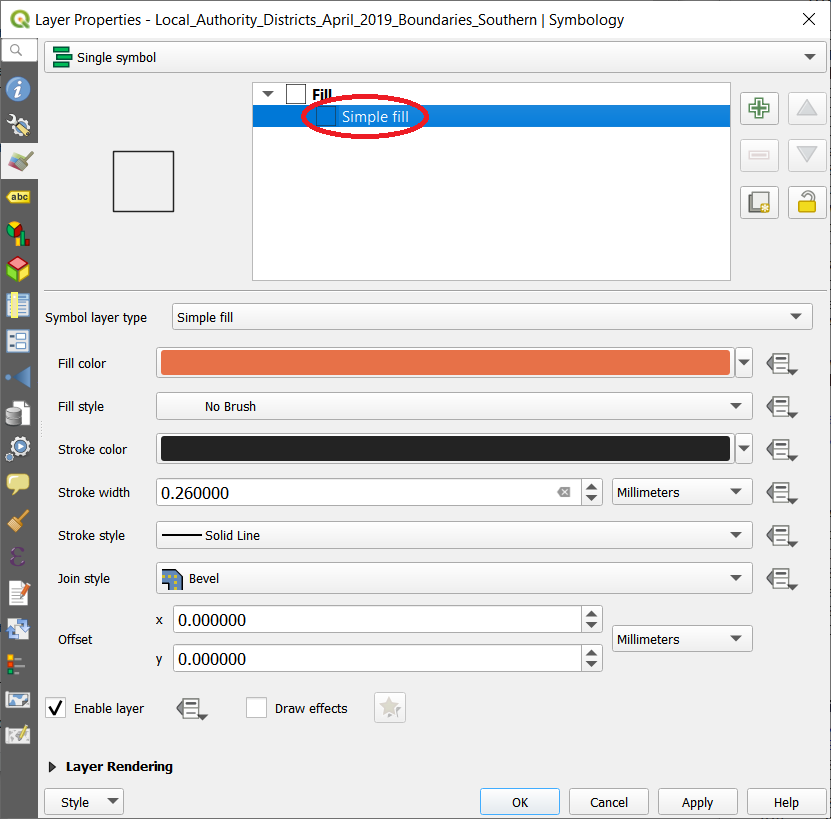 Layer Properties - Local_Authority_Districts_April_2019_Boundaries_Southern | Symbology
Single symbol
Fill
Simple fill
abc
Symbol layer type
Simple fill
Fill color
Fill style
No Brush
Stroke color
Stroke width
0.260000
Millimeters
Stroke style
Solid Line
Join style
Bevel
x
0.000000
Offset
Millimeters
y
0.000000
Enable layer
Draw effects
Layer Rendering
Style
OK
Cancel
Apply
Help